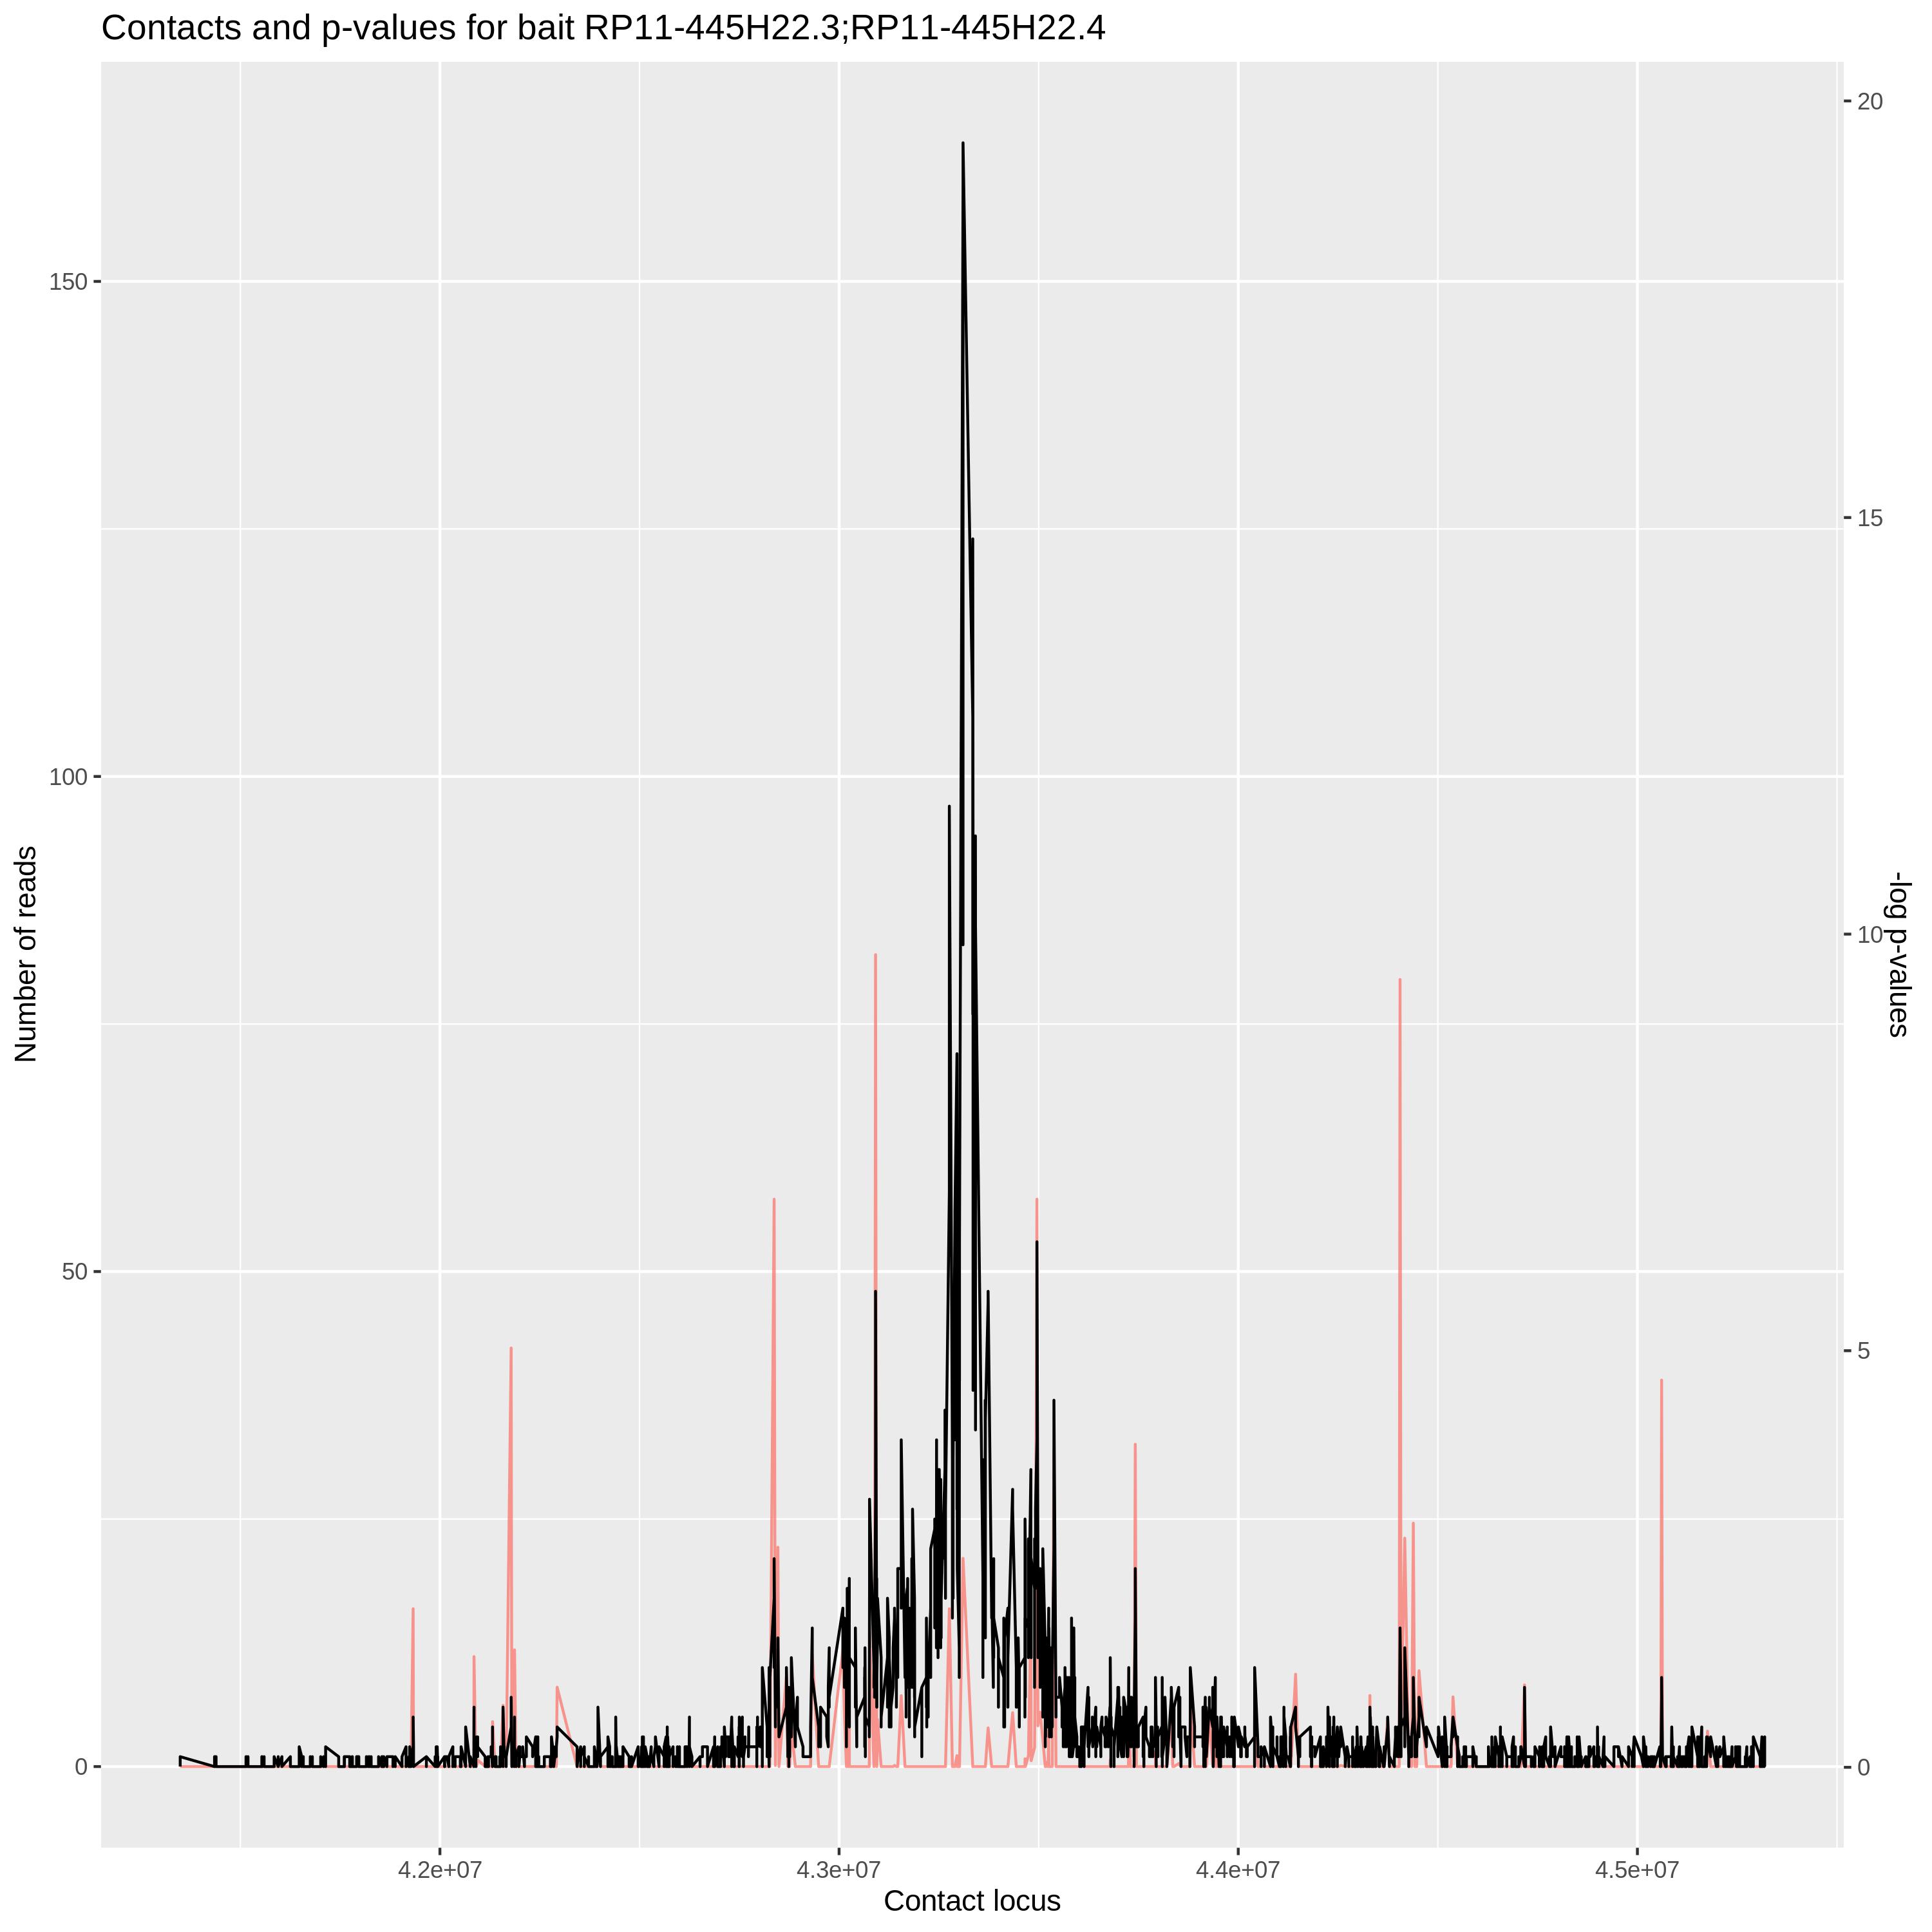 Contacts and p-values for bait RP11-445H22.3;RP11-445H22.4
Number of reads
150
100
50
0
20
15
10
5
0
-log p-values
4.2e+07
4.3e+07
4.4e+07
4.5e+07
Contact locus